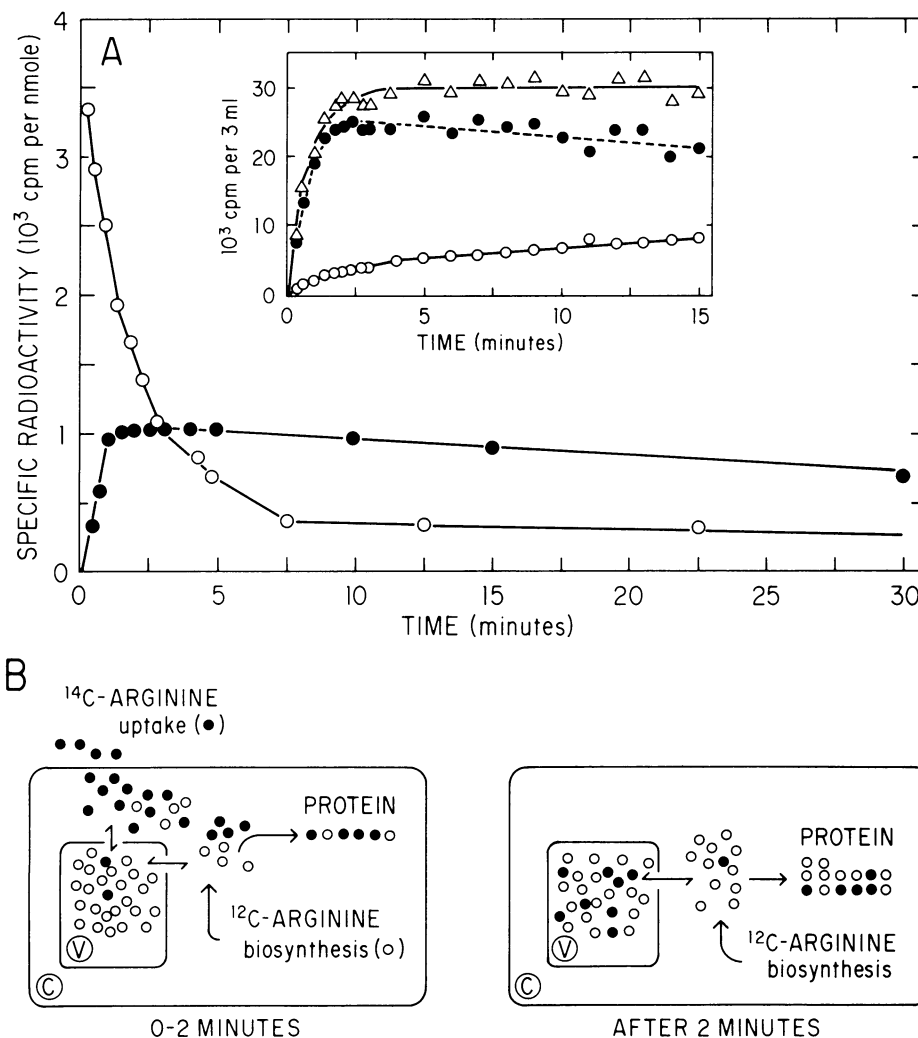 A
SPECIFIC RADIOACTIVITY (10³ cpm per nmole)
4
3
2
1
0
0 5 10 15 20 25 30
TIME (minutes)
10³ cpm per 3 ml
30
20
10
0
0 5 10 15
TIME (minutes)
B
¹⁴C-ARGININE
uptake (●)
PROTEIN
¹²C-ARGININE
biosynthesis (○)
V
C
0-2 MINUTES
PROTEIN
¹²C-ARGININE
biosynthesis
V
C
AFTER 2 MINUTES